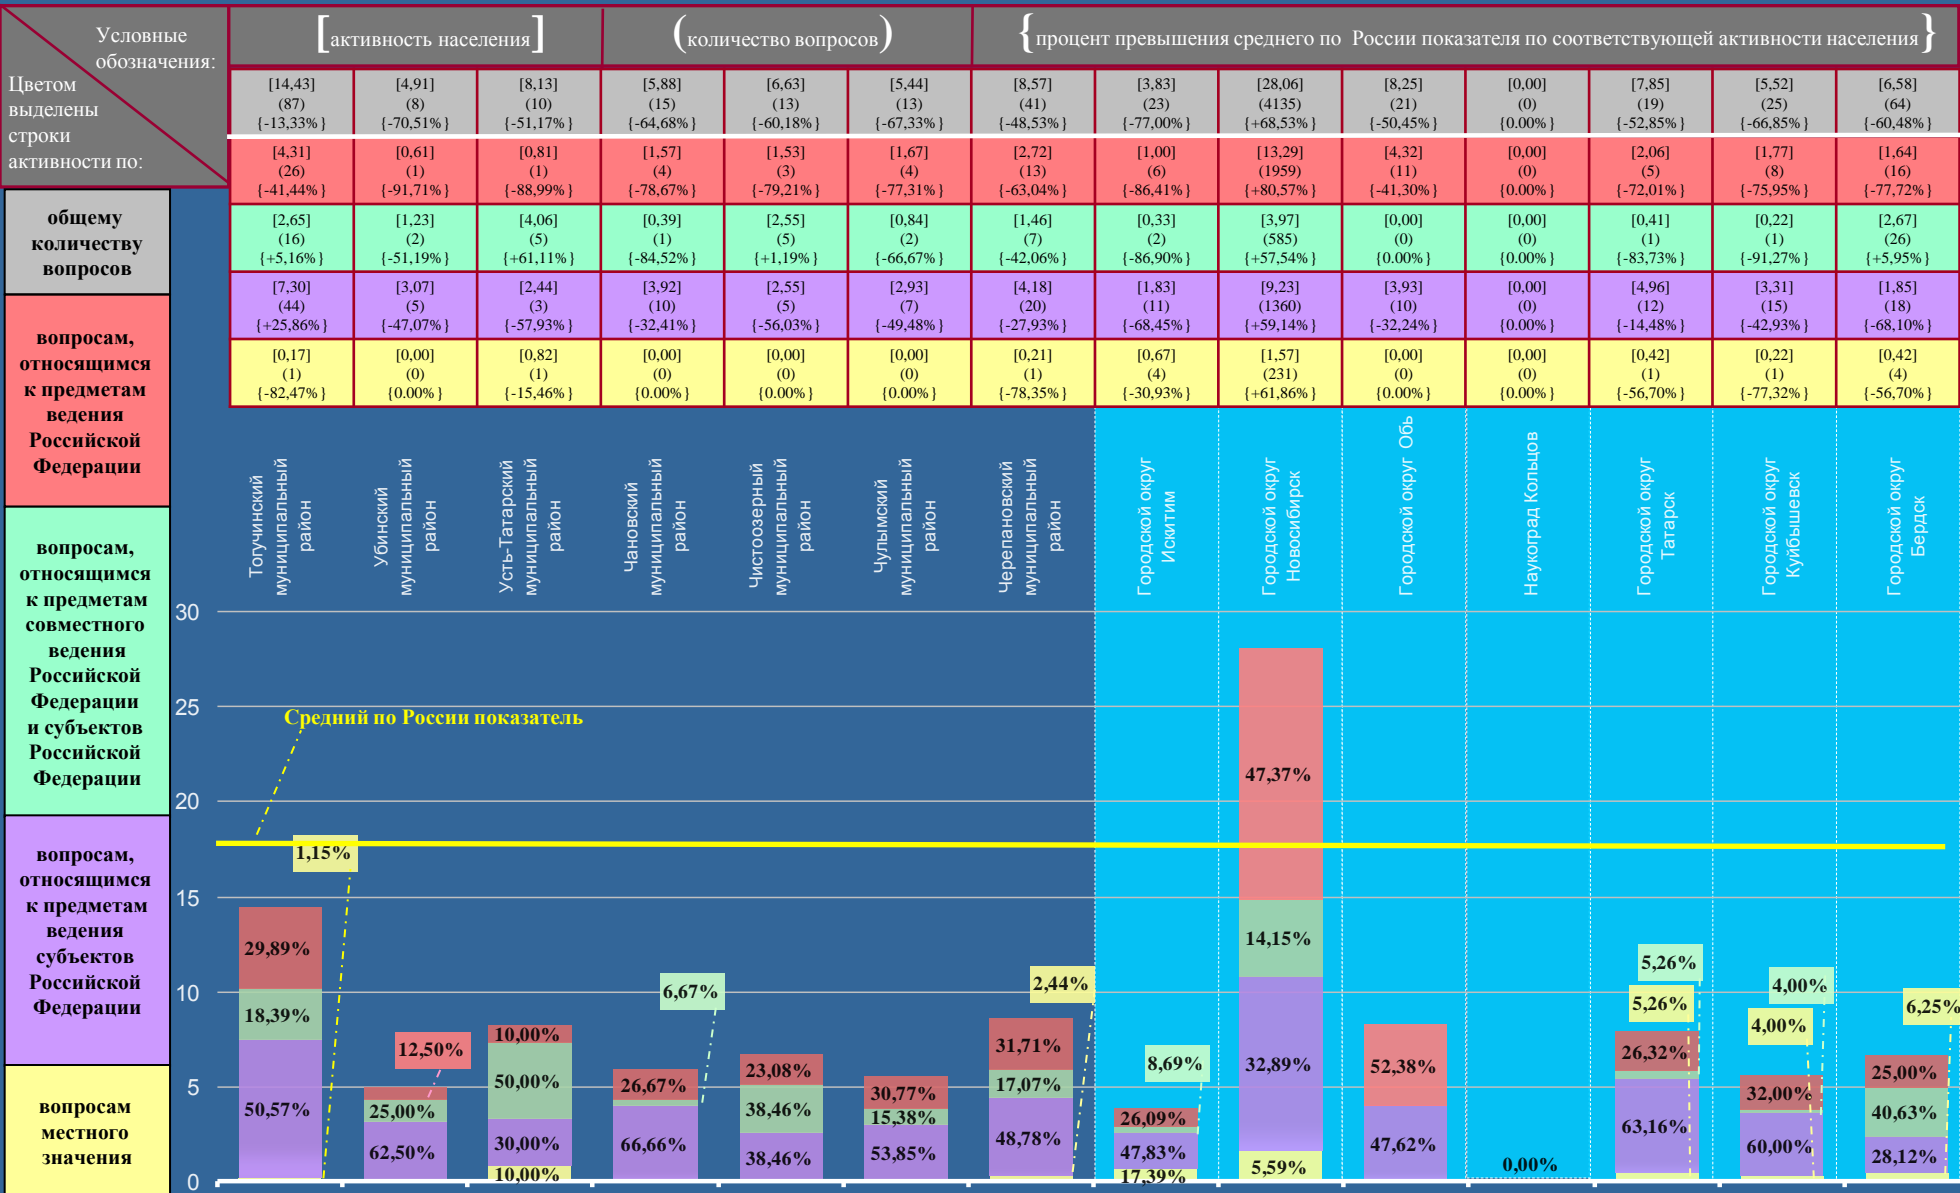 Условные
обозначения:
Цветом
выделены
строки
активности по:
[активность населения]
(количество вопросов)
{процент превышения среднего по России показателя по соответствующей активности населения}
[14,43] [4,91] [8,13] [5,88] [6,63] [5,44] [8,57] [3,83] [28,06] [8,25] [0,00] [7,85] [5,52] [6,58]
(87) (8) (10) (15) (13) (13) (41) (23) (4135) (21) (0) (19) (25) (64)
{-13,33%} {-70,51%} {-51,17%} {-64,68%} {-60,18%} {-67,33%} {-48,53%} {-77,00%} {+68,53%} {-50,45%} {0.00%} {-52,85%} {-66,85%} {-60,48%}
[4,31] [0,61] [0,81] [1,57] [1,53] [1,67] [2,72] [1,00] [13,29] [4,32] [0,00] [2,06] [1,77] [1,64]
(26) (1) (1) (4) (3) (4) (13) (6) (1959) (11) (0) (5) (8) (16)
{-41,44%} {-91,71%} {-88,99%} {-78,67%} {-79,21%} {-77,31%} {-63,04%} {-86,41%} {+80,57%} {-41,30%} {0.00%} {-72,01%} {-75,95%} {-77,72%}
[2,65] [1,23] [4,06] [0,39] [2,55] [0,84] [1,46] [0,33] [3,97] [0,00] [0,00] [0,41] [0,22] [2,67]
(16) (2) (5) (1) (5) (2) (7) (2) (585) (0) (0) (1) (1) (26)
{+5,16%} {-51,19%} {+61,11%} {-84,52%} {+1,19%} {-66,67%} {-42,06%} {-86,90%} {+57,54%} {0.00%} {0.00%} {-83,73%} {-91,27%} {+5,95%}
[7,30] [3,07] [2,44] [3,92] [2,55] [2,93] [4,18] [1,83] [9,23] [3,93] [0,00] [4,96] [3,31] [1,85]
(44) (5) (3) (10) (5) (7) (20) (11) (1360) (10) (0) (12) (15) (18)
{+25,86%} {-47,07%} {-57,93%} {-32,41%} {-56,03%} {-49,48%} {-27,93%} {-68,45%} {+59,14%} {-32,24%} {0.00%} {-14,48%} {-42,93%} {-68,10%}
[0,17] [0,00] [0,82] [0,00] [0,00] [0,00] [0,21] [0,67] [1,57] [0,00] [0,00] [0,42] [0,22] [0,42]
(1) (0) (1) (0) (0) (0) (1) (4) (231) (0) (0) (1) (1) (4)
{-82,47%} {0.00%} {-15,46%} {0.00%} {0.00%} {0.00%} {-78,35%} {-30,93%} {+61,86%} {0.00%} {0.00%} {-56,70%} {-77,32%} {-56,70%}
общему
количеству
вопросов
вопросам,
относящимся
к предметам
ведения
Российской
Федерации
вопросам,
относящимся
к предметам
совместного
ведения
Российской
Федерации
и субъектов
Российской
Федерации
вопросам,
относящимся
к предметам
ведения
субъектов
Российской
Федерации
вопросам
местного
значения
Тогучинский
муниципальный
район
Убинский
муниципальный
район
Усть-Татарский
муниципальный
район
Чановский
муниципальный
район
Чистоозерный
муниципальный
район
Чулымский
муниципальный
район
Черепановский
муниципальный
район
Городской округ
Искитим
Городской округ
Новосибирск
Городской округ Обь
Наукоград Кольцов
Городской округ
Татарск
Городской округ
Куйбышевск
Городской округ
Бердск
30
25
20
15
10
5
0
Средний по России показатель
1,15%
29,89%
18,39%
50,57%
12,50%
25,00%
62,50%
10,00%
50,00%
30,00%
10,00%
6,67%
26,67%
66,66%
23,08%
38,46%
38,46%
30,77%
15,38%
53,85%
2,44%
31,71%
17,07%
48,78%
8,69%
26,09%
47,83%
17,39%
47,37%
14,15%
32,89%
5,59%
52,38%
47,62%
0,00%
5,26%
5,26%
26,32%
63,16%
4,00%
4,00%
32,00%
60,00%
6,25%
25,00%
40,63%
28,12%